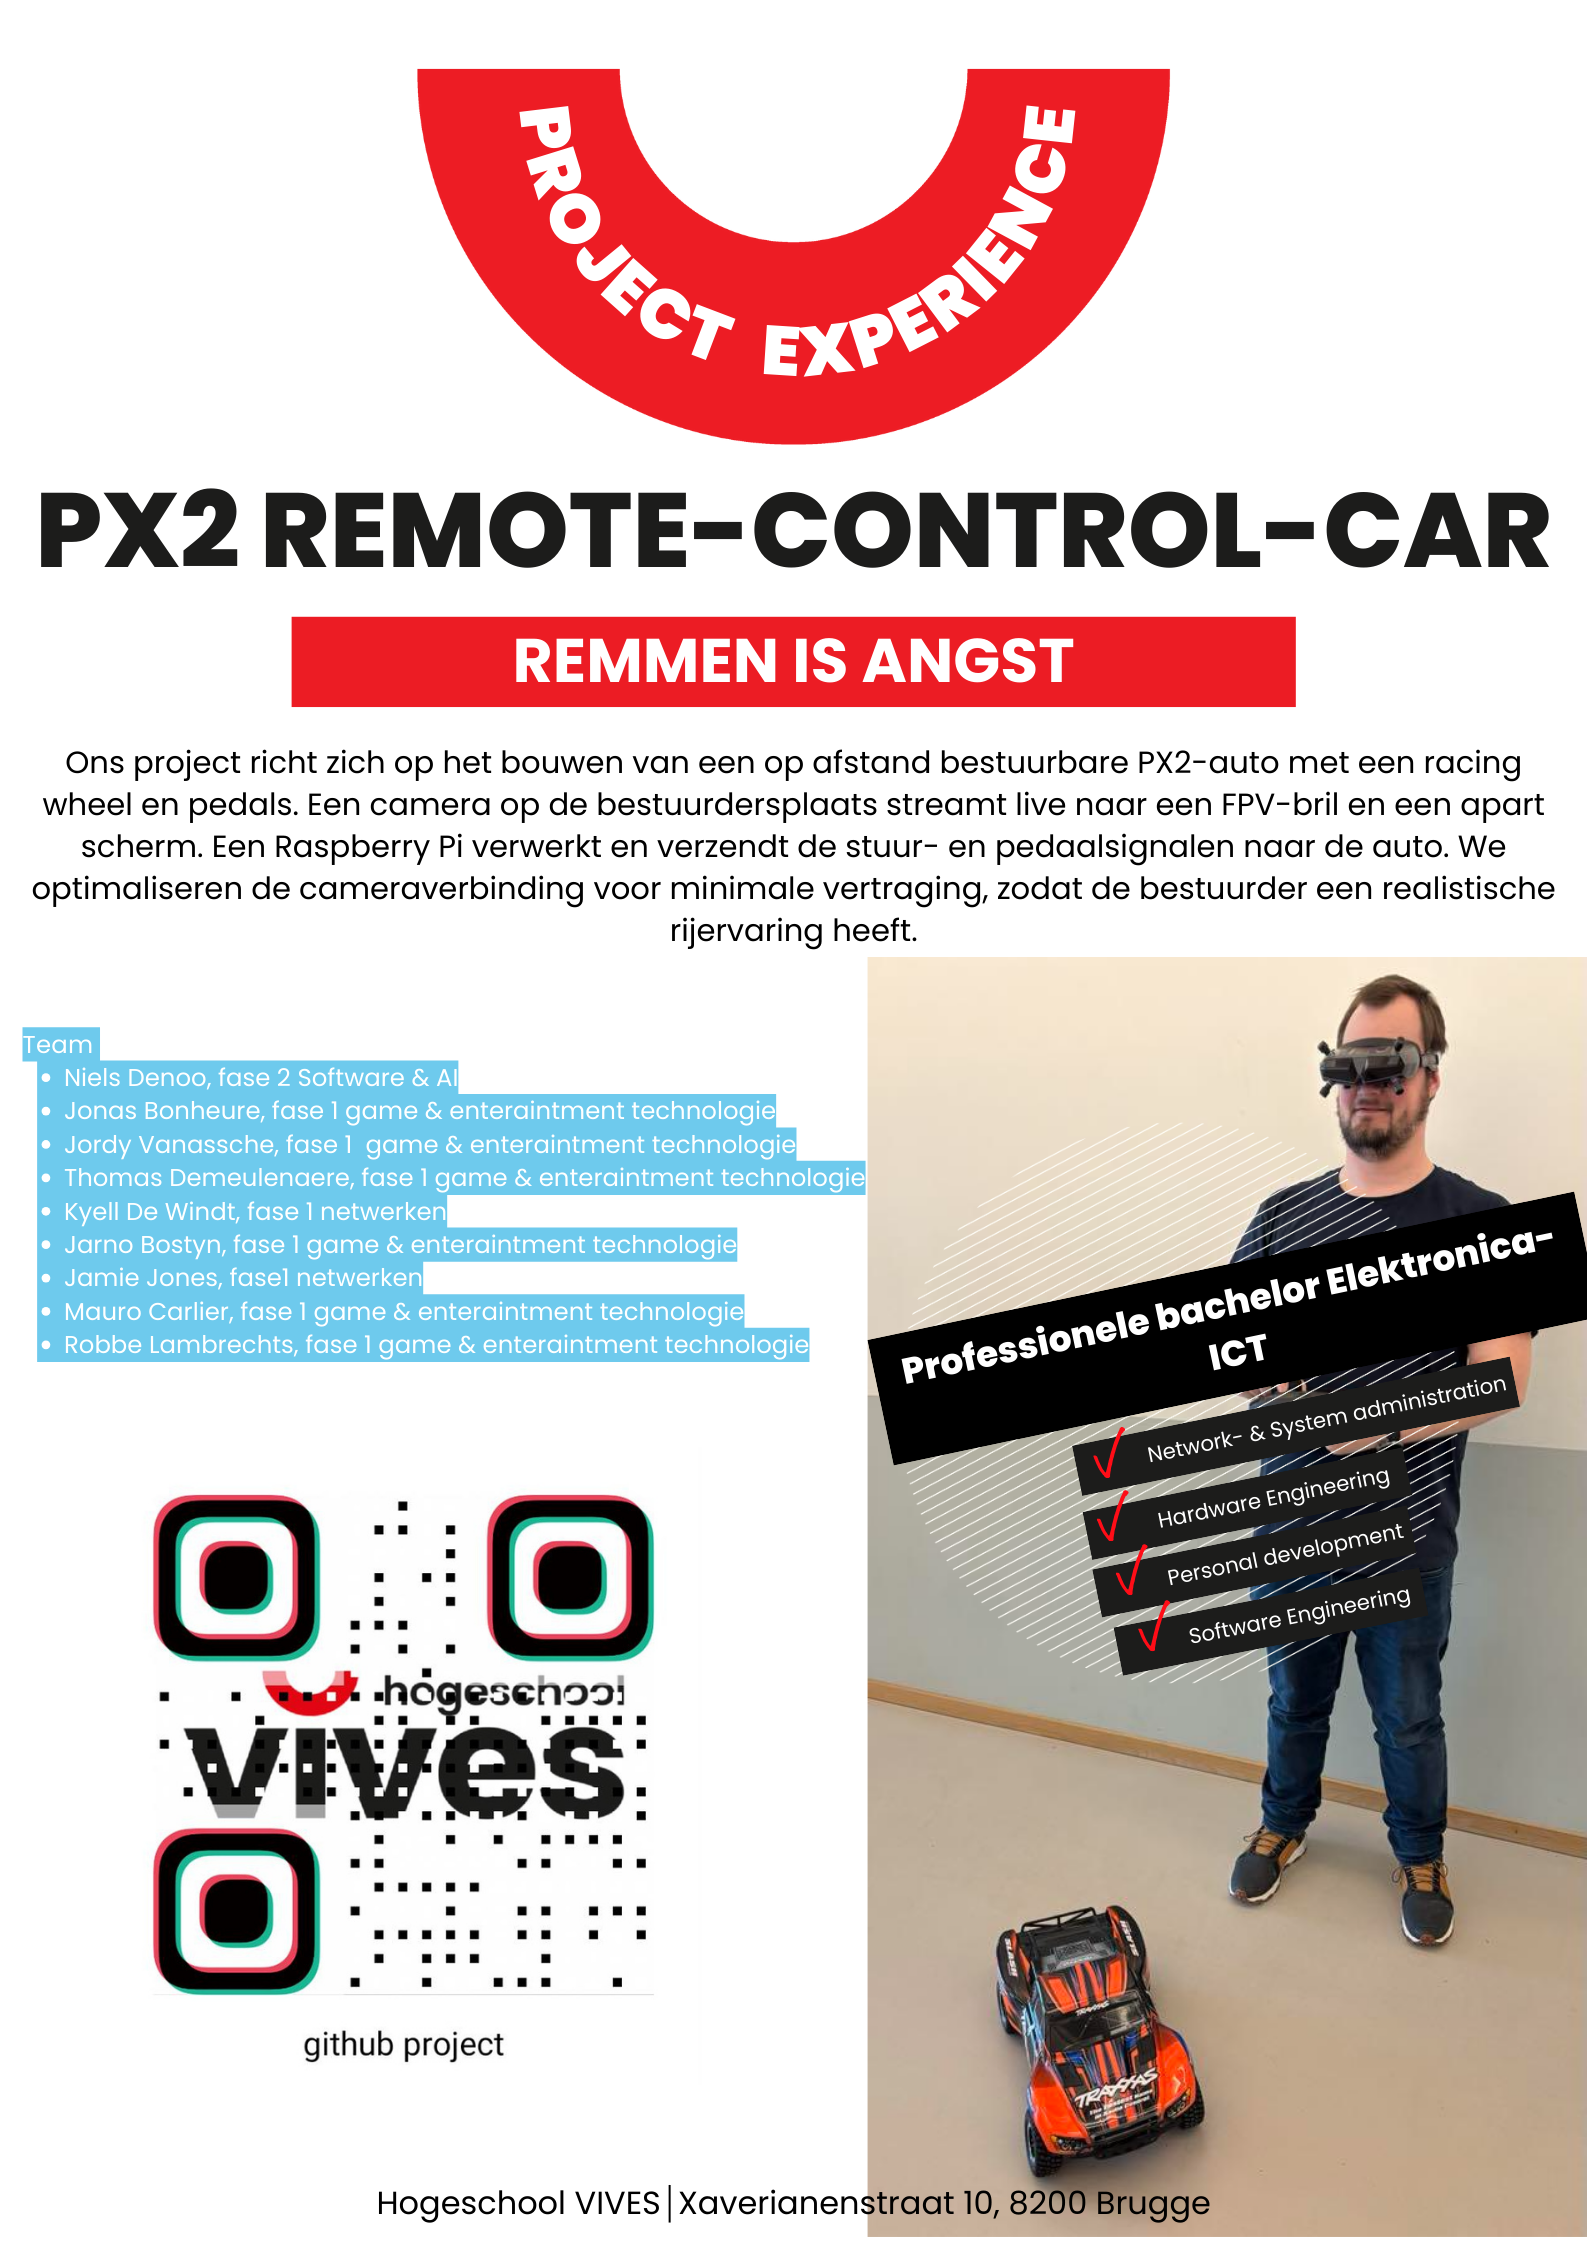 PROJECT EXPERIENCE
PX2 REMOTE-CONTROL-CAR
REMMEN IS ANGST
Ons project richt zich op het bouwen van een op afstand bestuurbare PX2-auto met een racing
wheel en pedals. Een camera op de bestuurdersplaats streamt live naar een FPV-bril en een apart
scherm. Een Raspberry Pi verwerkt en verzendt de stuur- en pedaalsignalen naar de auto. We
optimaliseren de cameraverbinding voor minimale vertraging, zodat de bestuurder een realistische
rijervaring heeft.
Team
Niels Denoo, fase 2 Software & AI
Jonas Bonheure, fase 1 game & enteraintment technologie
Jordy Vanassche, fase 1  game & enteraintment technologie
Thomas Demeulenaere, fase 1 game & enteraintment technologie
Kyell De Windt, fase 1 netwerken
Jarno Bostyn, fase 1 game & enteraintment technologie
Jamie Jones, fase1 netwerken
Mauro Carlier, fase 1 game & enteraintment technologie
Robbe Lambrechts, fase 1 game & enteraintment technologie
Professionele bachelor Elektronica-
ICT
Network- & System administration
Hardware Engineering
Personal development
Software Engineering
hogeschool
vives
github project
SLASH
SLASH
TRAXXAS
TRAXXAS
Hogeschool VIVES|Xaverianenstraat 10, 8200 Brugge